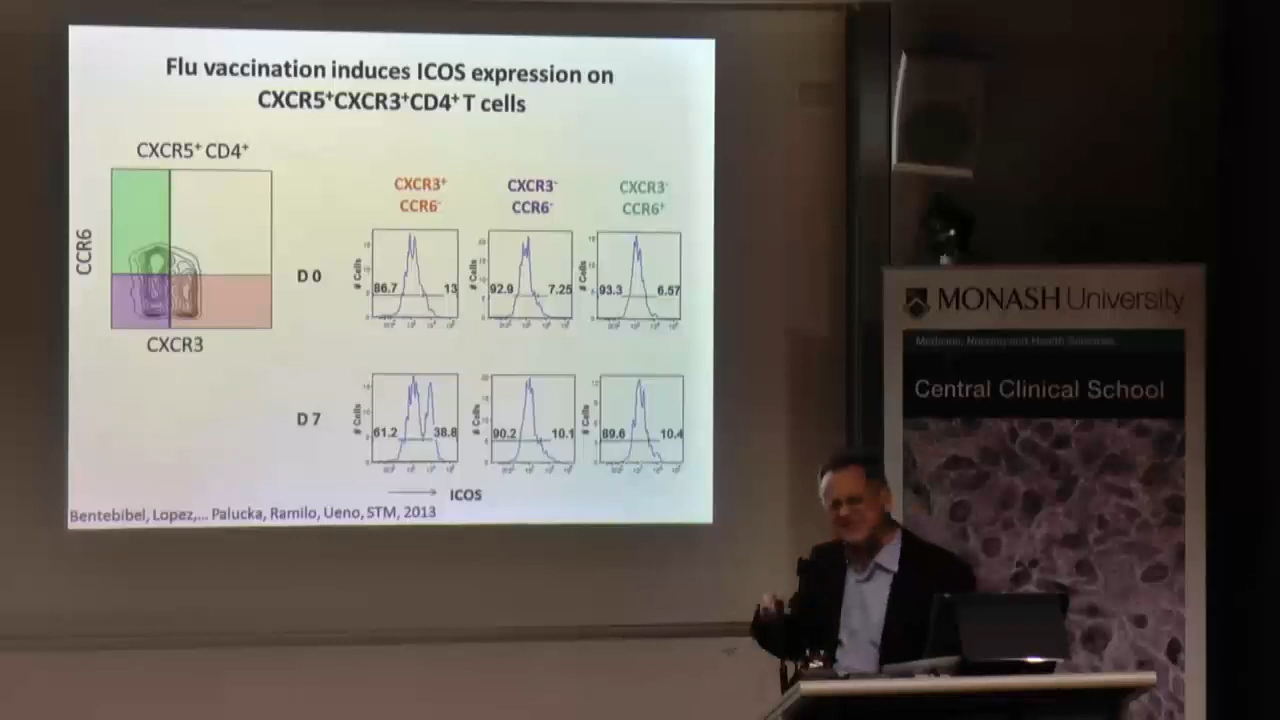 Flu vaccination induces ICOS expression on
CXCR5⁺CXCR3⁺CD4⁺ T cells
CXCR5⁺ CD4⁺
CCR6
CXCR3
CXCR3⁺
CCR6⁻
CXCR3⁻
CCR6⁻
CXCR3⁻
CCR6⁺
D 0
# Cells
86.7
13
# Cells
92.9
7.25
# Cells
93.3
6.57
D 7
# Cells
61.2
38.8
# Cells
90.2
10.1
# Cells
89.6
10.4
ICOS
Bentebibel, Lopez,... Palucka, Ramilo, Ueno, STM, 2013
MONASH University
Medicine, Nursing and Health Sciences
Central Clinical School